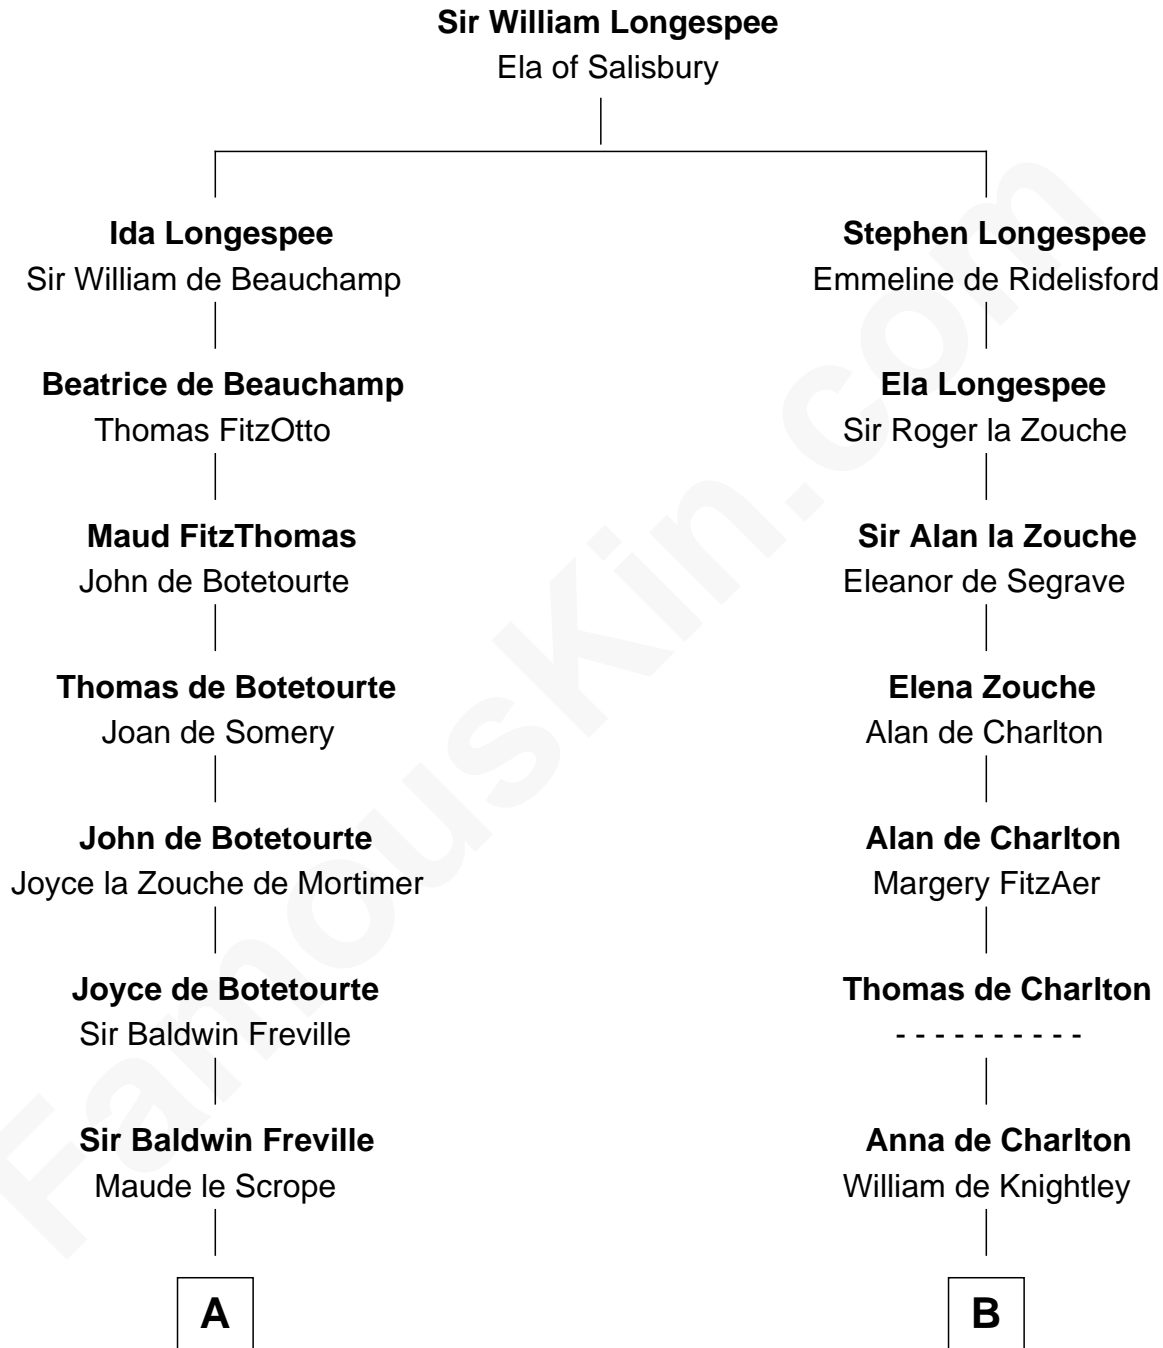 Sir William Longespee
Ela of Salisbury
Ida Longespee
Sir William de Beauchamp
Beatrice de Beauchamp
Thomas FitzOtto
Maud FitzThomas
John de Botetourte
Thomas de Botetourte
Joan de Somery
John de Botetourte
Joyce la Zouche de Mortimer
Joyce de Botetourte
Sir Baldwin Freville
Sir Baldwin Freville
Maude le Scrope
A
Stephen Longespee
Emmeline de Ridelisford
Ela Longespee
Sir Roger la Zouche
Sir Alan la Zouche
Eleanor de Segrave
Elena Zouche
Alan de Charlton
Alan de Charlton
Margery FitzAer
Thomas de Charlton
- - - - - - - - - -
Anna de Charlton
William de Knightley
B
FamousKin.com